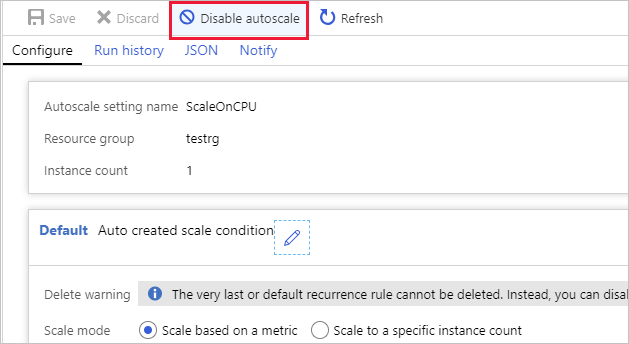 Save Discard Disable autoscale Refresh
Configure Run history JSON Notify
Autoscale setting name ScaleOnCPU
Resource group testrg
Instance count 1
Default Auto created scale condition
Delete warning The very last or default recurrence rule cannot be deleted. Instead, you can disa
Scale mode Scale based on a metric Scale to a specific instance count